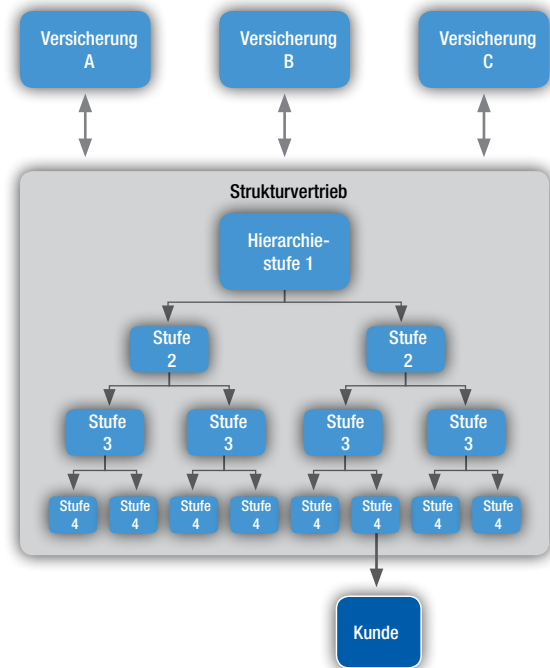 Versicherung
A
Versicherung
B
Versicherung
C
Strukturvertrieb
Hierarchie-
stufe 1
Stufe
2
Stufe
2
Stufe
3
Stufe
3
Stufe
3
Stufe
3
Stufe
4
Stufe
4
Stufe
4
Stufe
4
Stufe
4
Stufe
4
Stufe
4
Stufe
4
Kunde